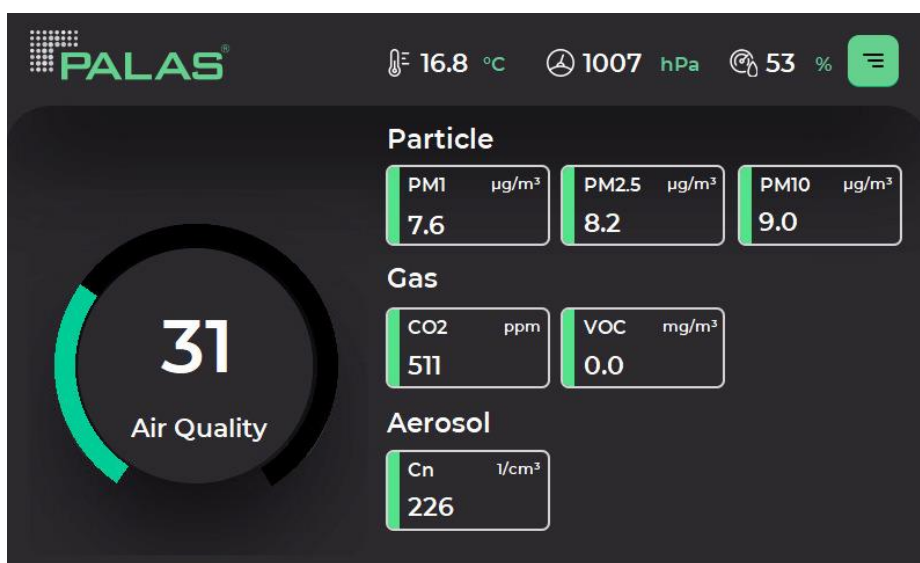 PALAS®
16.8 °C 1007 hPa 53 %
Particle
PM1 µg/m³
7.6
PM2.5 µg/m³
8.2
PM10 µg/m³
9.0
Gas
CO2 ppm
511
VOC mg/m³
0.0
31
Air Quality
Aerosol
Cn 1/cm³
226